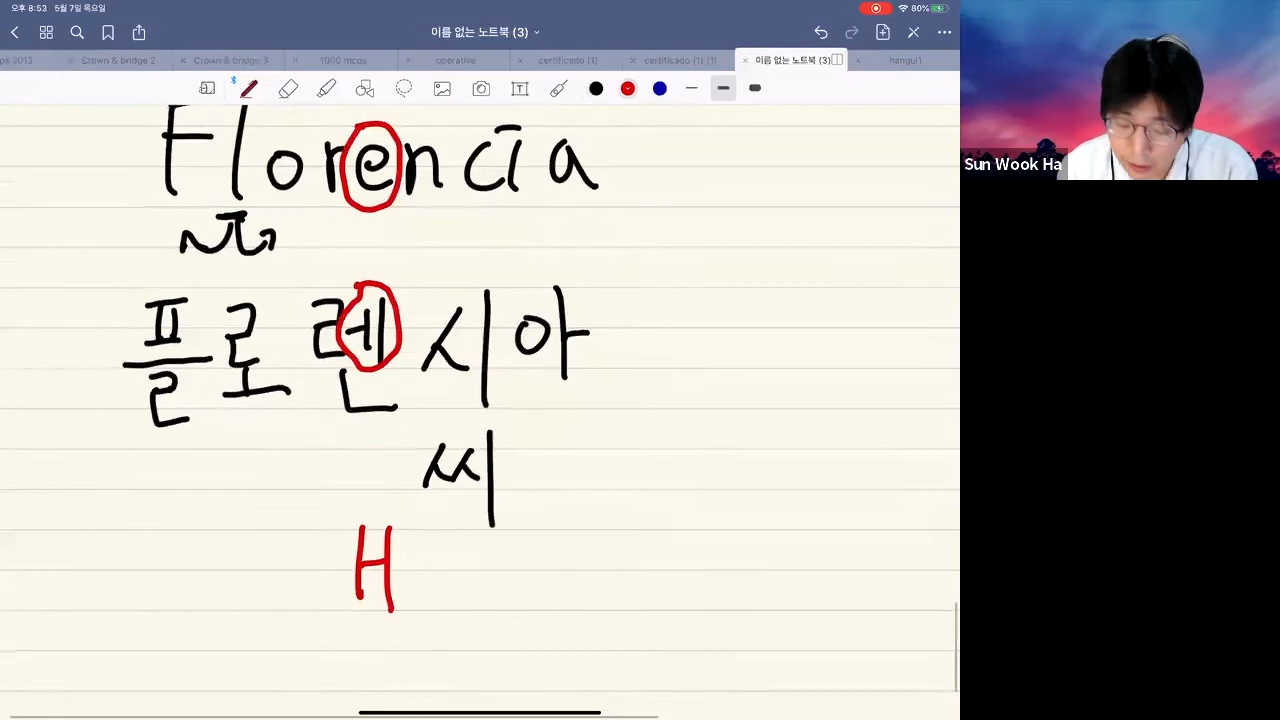 오후 8:53 5월 7일 목요일
80%
이름 없는 노트북 (3)
ps 2013
Crown & bridge 2
Crown & bridge 3
1000 mcqs
operative
certificado (1)
certificado (1) (1)
이름 없는 노트북 (3)
hangul1
Florencia
플로렌시아
씨
ㅐ
Sun Wook Ha